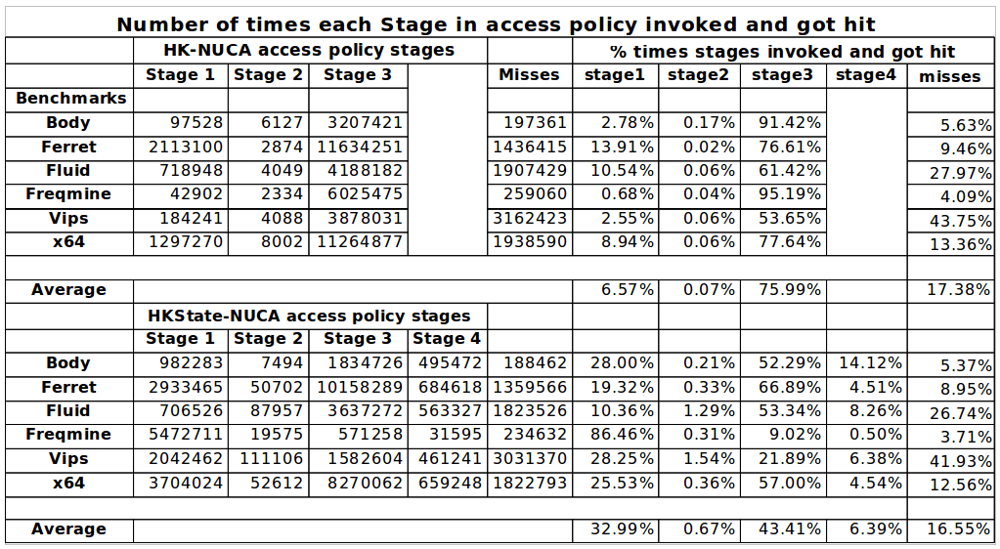 Number of times each Stage in access policy invoked and got hit
HK-NUCA access policy stages % times stages invoked and got hit
Stage 1 Stage 2 Stage 3 Misses stage1 stage2 stage3 stage4 misses
Benchmarks
Body 97528 6127 3207421 197361 2.78% 0.17% 91.42% 5.63%
Ferret 2113100 2874 11634251 1436415 13.91% 0.02% 76.61% 9.46%
Fluid 718948 4049 4188182 1907429 10.54% 0.06% 61.42% 27.97%
Freqmine 42902 2334 6025475 259060 0.68% 0.04% 95.19% 4.09%
Vips 184241 4088 3878031 3162423 2.55% 0.06% 53.65% 43.75%
x64 1297270 8002 11264877 1938590 8.94% 0.06% 77.64% 13.36%
Average 6.57% 0.07% 75.99% 17.38%
HKState-NUCA access policy stages
Stage 1 Stage 2 Stage 3 Stage 4
Body 982283 7494 1834726 495472 188462 28.00% 0.21% 52.29% 14.12% 5.37%
Ferret 2933465 50702 10158289 684618 1359566 19.32% 0.33% 66.89% 4.51% 8.95%
Fluid 706526 87957 3637272 563327 1823526 10.36% 1.29% 53.34% 8.26% 26.74%
Freqmine 5472711 19575 571258 31595 234632 86.46% 0.31% 9.02% 0.50% 3.71%
Vips 2042462 111106 1582604 461241 3031370 28.25% 1.54% 21.89% 6.38% 41.93%
x64 3704024 52612 8270062 659248 1822793 25.53% 0.36% 57.00% 4.54% 12.56%
Average 32.99% 0.67% 43.41% 6.39% 16.55%